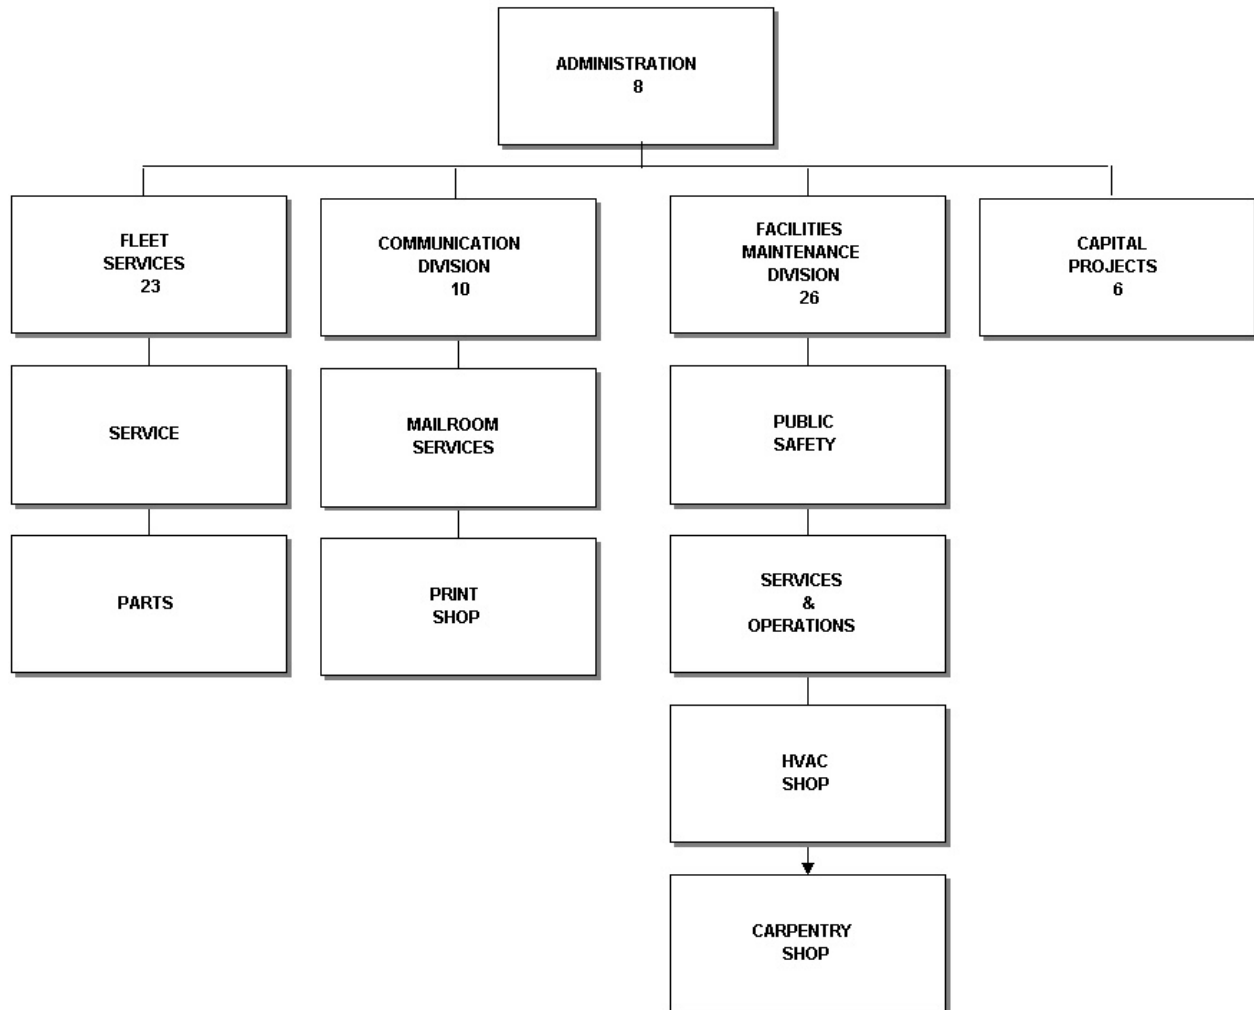 ADMINISTRATION
8
FLEET
SERVICES
23
COMMUNICATION
DIVISION
10
FACILITIES
MAINTENANCE
DIVISION
26
CAPITAL
PROJECTS
6
SERVICE
MAILROOM
SERVICES
PUBLIC
SAFETY
PARTS
PRINT
SHOP
SERVICES
&
OPERATIONS
HVAC
SHOP
CARPENTRY
SHOP